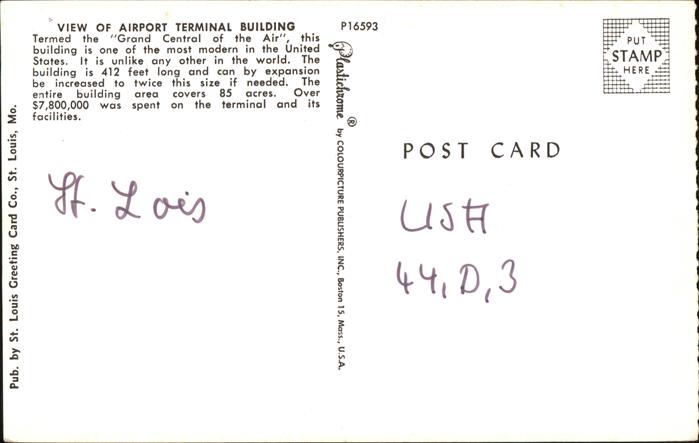 VIEW OF AIRPORT TERMINAL BUILDING
Termed the "Grand Central of the Air", this
building is one of the most modern in the United
States. It is unlike any other in the world. The
building is 412 feet long and can by expansion
be increased to twice this size if needed. The
entire building area covers 85 acres. Over
$7,800,000 was spent on the terminal and its
facilities.
St. Lois
Pub. by St. Louis Greeting Card Co., St. Louis, Mo.
P16593
Plastichrome ® by COLOURPICTURE PUBLISHERS, INC., Boston 15, Mass., U.S.A.
PUT
STAMP
HERE
POST CARD
USA
44, D, 3